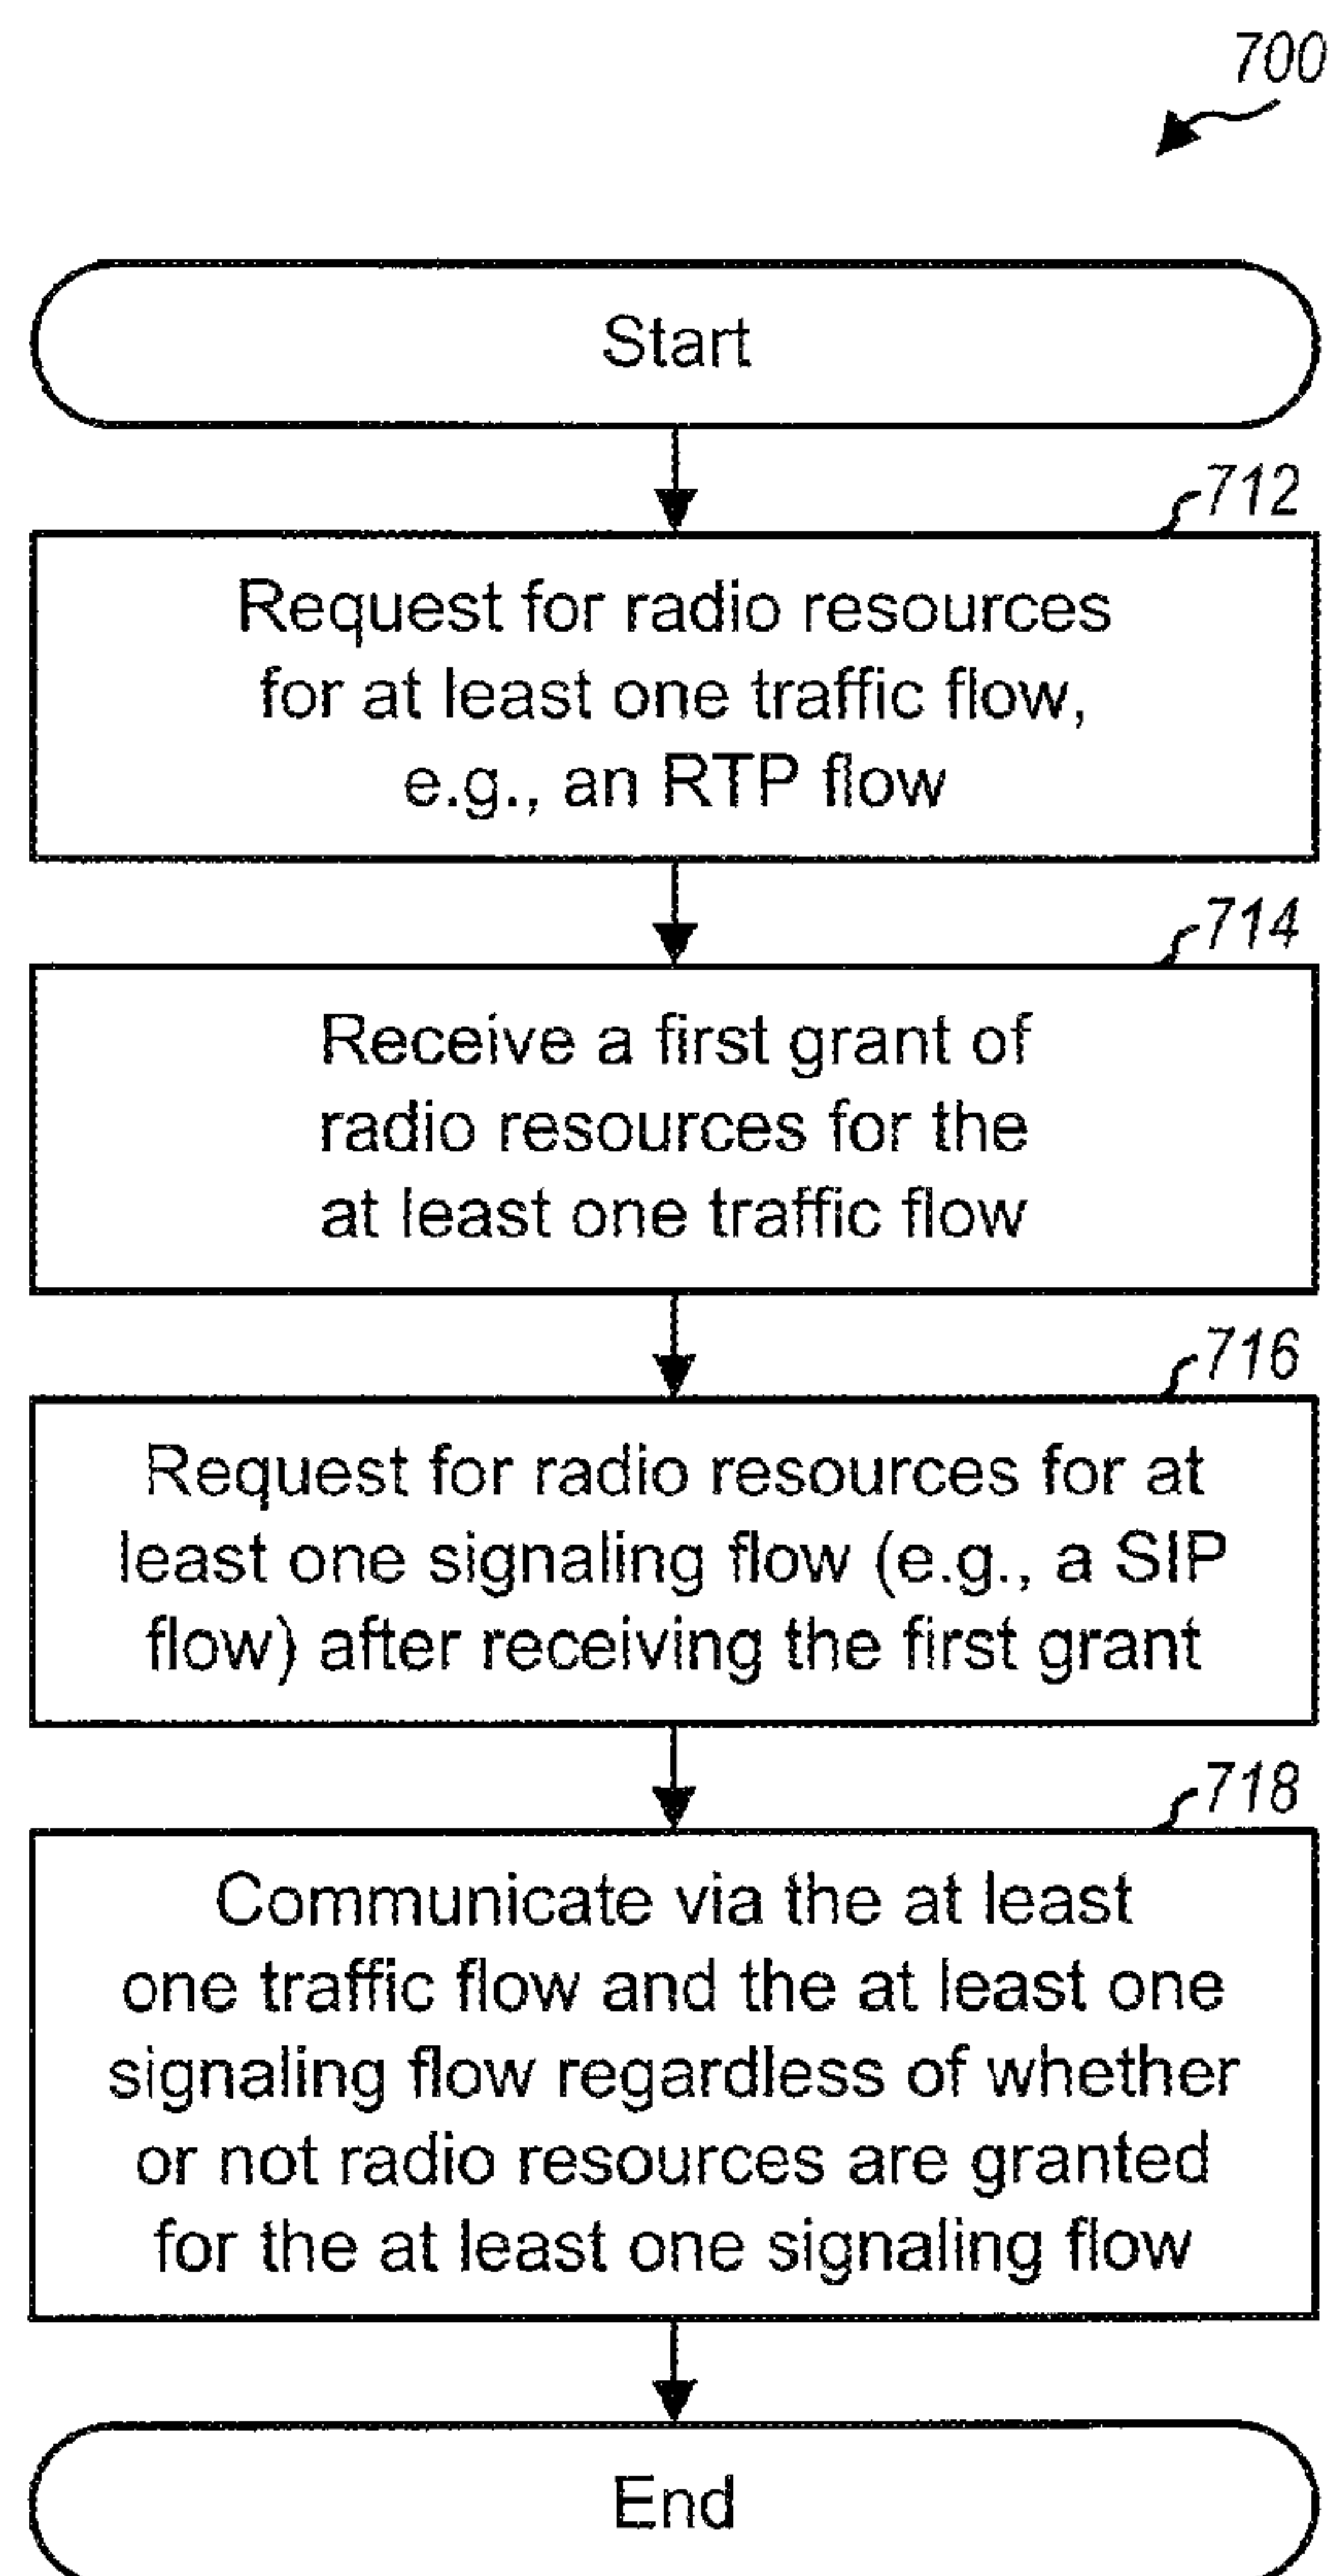 700
Start
712
Request for radio resources
for at least one traffic flow,
e.g., an RTP flow
714
Receive a first grant of
radio resources for the
at least one traffic flow
716
Request for radio resources for at
least one signaling flow (e.g., a SIP
flow) after receiving the first grant
718
Communicate via the at least
one traffic flow and the at least one
signaling flow regardless of whether
or not radio resources are granted
for the at least one signaling flow
End